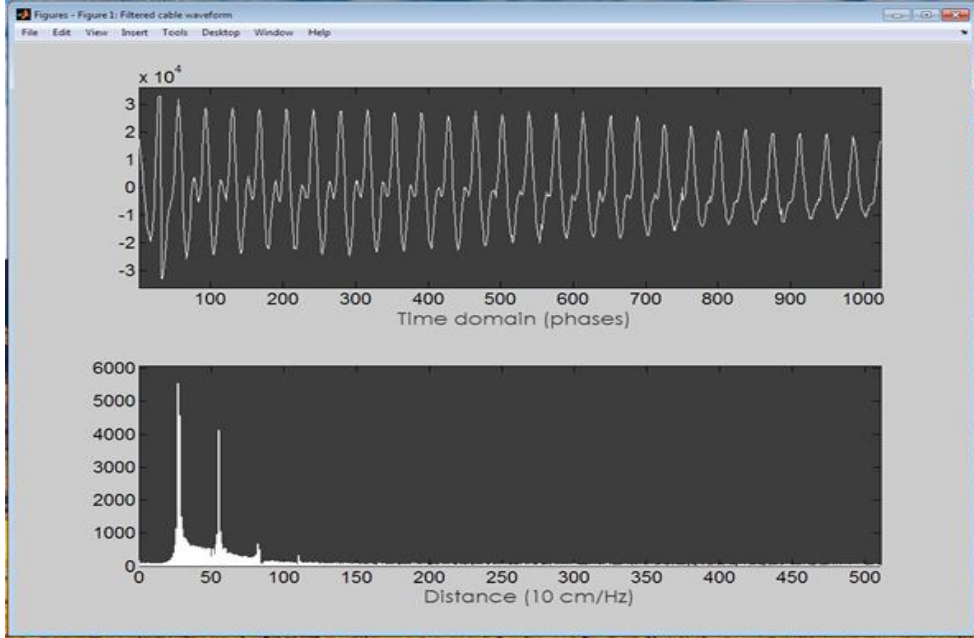 Figures - Figure 1: Filtered cable waveform
File Edit View Insert Tools Desktop Window Help
x 10^4
3
2
1
0
-1
-2
-3
100 200 300 400 500 600 700 800 900 1000
Time domain (phases)
6000
5000
4000
3000
2000
1000
0
0 50 100 150 200 250 300 350 400 450 500
Distance (10 cm/Hz)